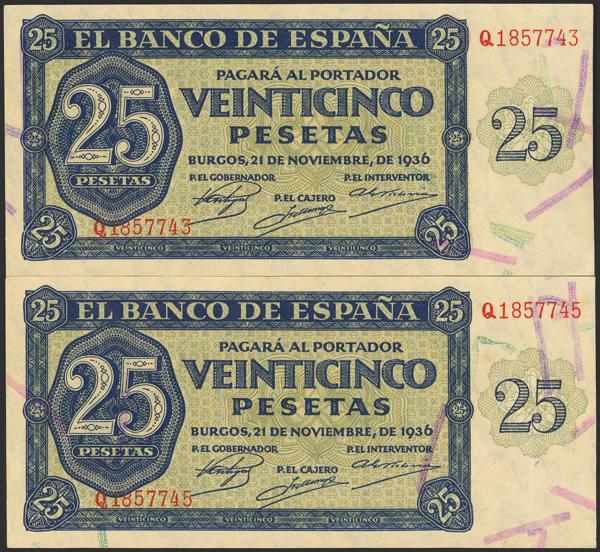 25 EL BANCO DE ESPAÑA 25 Q1857743
PAGARÁ AL PORTADOR
25 VEINTICINCO 25
PESETAS
PESETAS BURGOS, 21 DE NOVIEMBRE, DE 1936
P. EL GOBERNADOR P. EL CAJERO P. EL INTERVENTOR
25 Q1857743 25
VEINTICINCO VEINTICINCO VEINTICINCO
25 EL BANCO DE ESPAÑA 25 Q1857745
PAGARÁ AL PORTADOR
25 VEINTICINCO 25
PESETAS
PESETAS BURGOS, 21 DE NOVIEMBRE, DE 1936
P. EL GOBERNADOR P. EL CAJERO P. EL INTERVENTOR
25 Q1857745 25
VEINTICINCO VEINTICINCO VEINTICINCO